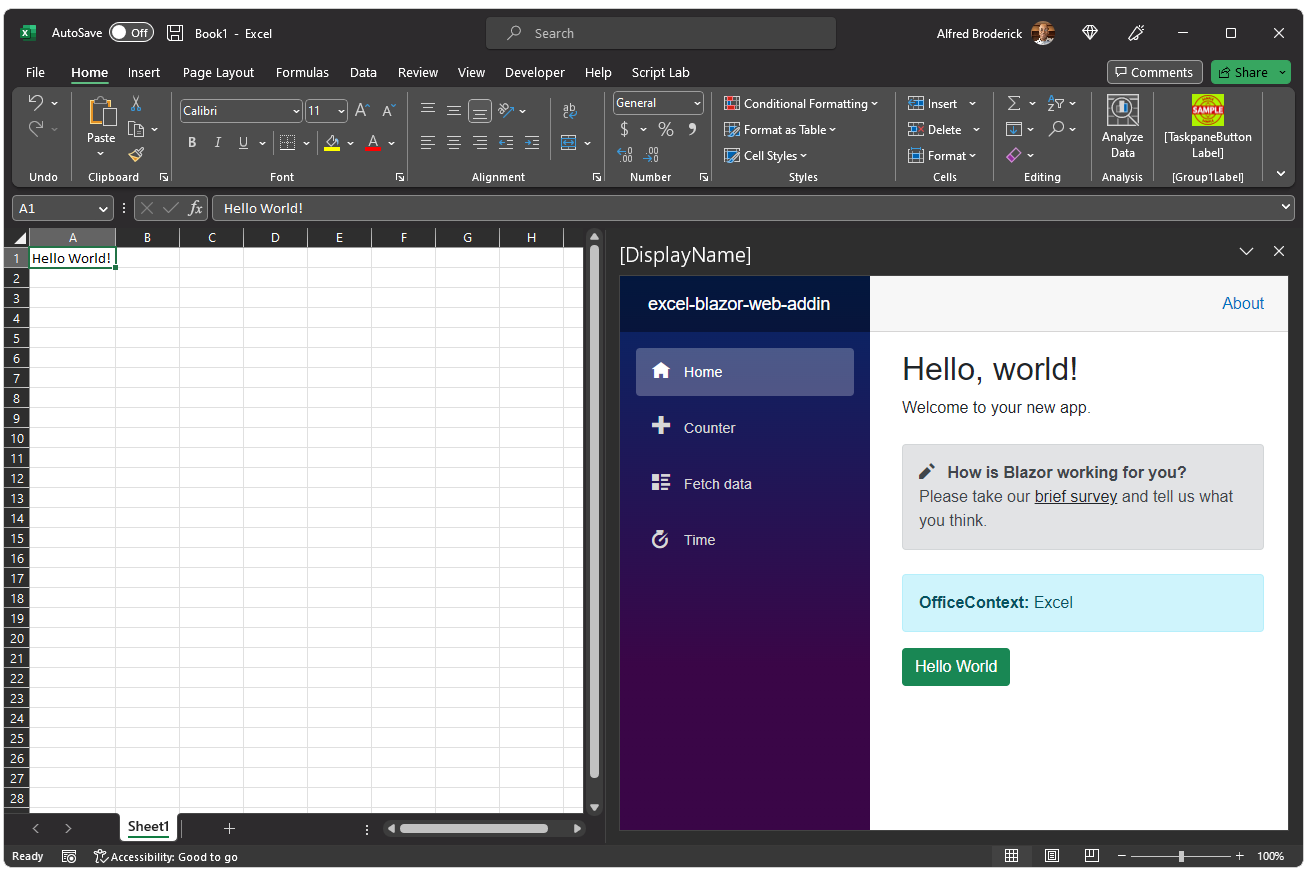 AutoSave Off Book1 - Excel Search Alfred Broderick
File Home Insert Page Layout Formulas Data Review View Developer Help Script Lab Comments Share
Calibri 11 General Conditional Formatting Insert
Paste B I U A $ % Format as Table Delete Analyze Data [TaskpaneButton Label]
Cell Styles Format
Undo Clipboard Font Alignment Number Styles Cells Editing Analysis [Group1Label]
A1 fx Hello World!
A B C D E F G H
1 Hello World!
2
3
4
5
6
7
8
9
10
11
12
13
14
15
16
17
18
19
20
21
22
23
24
25
26
27
28
[DisplayName]
excel-blazor-web-addin
About
Home
Counter
Fetch data
Time
Hello, world!
Welcome to your new app.
How is Blazor working for you?
Please take our brief survey and tell us what
you think.
OfficeContext: Excel
Hello World
Sheet1
Ready Accessibility: Good to go 100%
SAMPLE